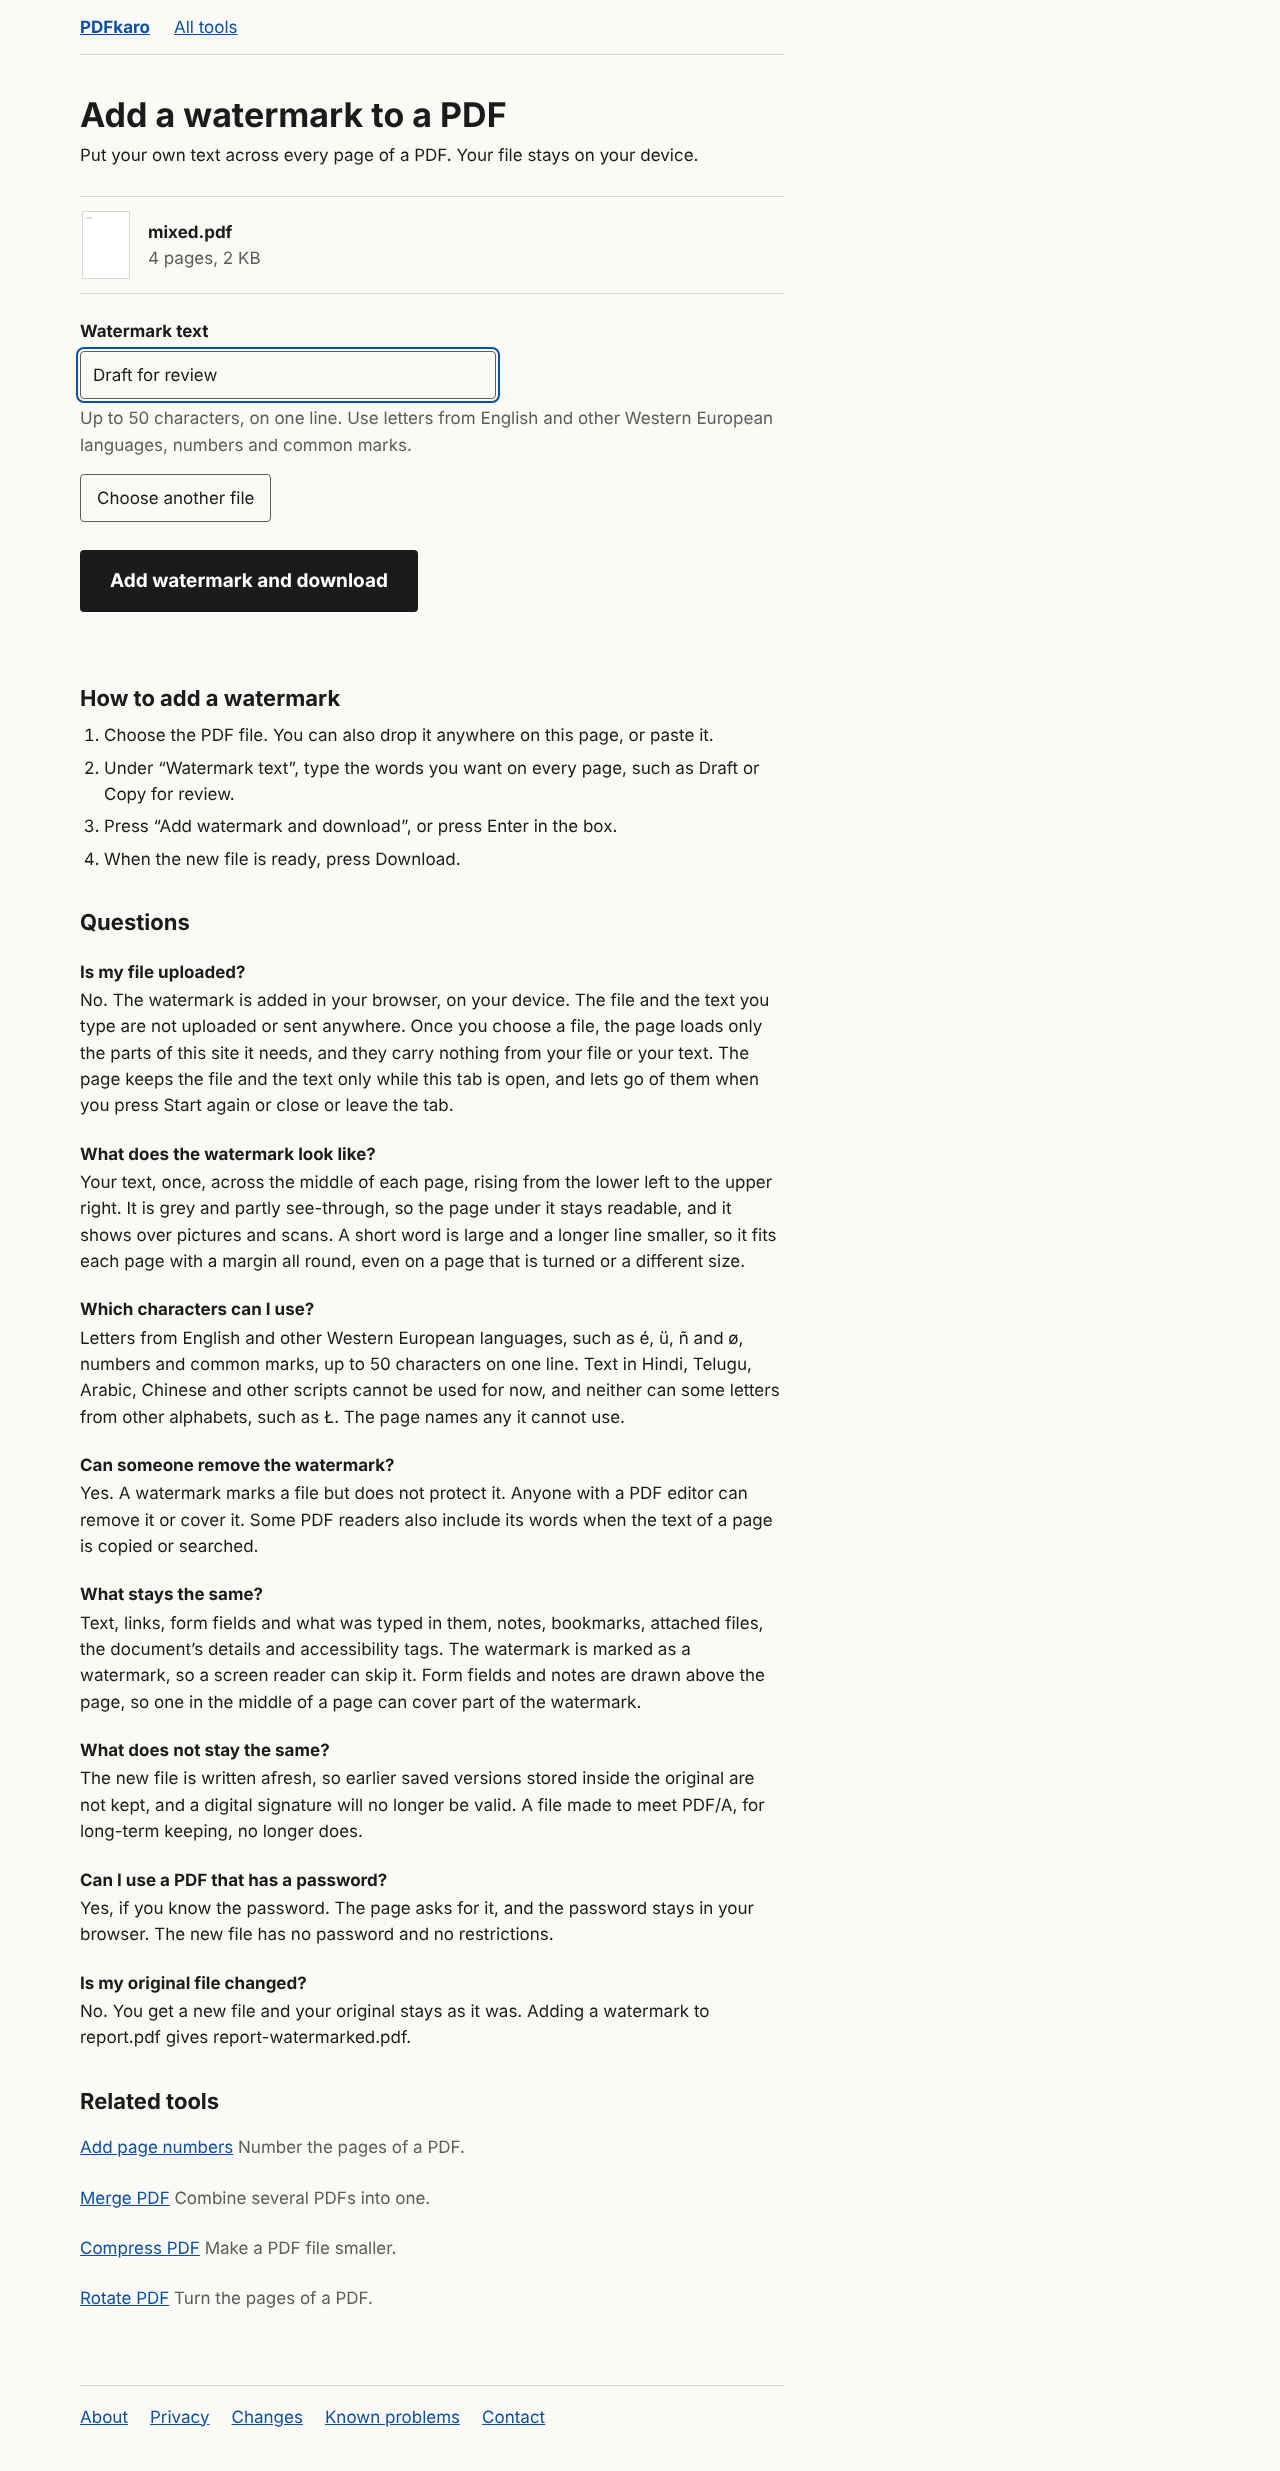 PDFkaro All tools
Add a watermark to a PDF
Put your own text across every page of a PDF. Your file stays on your device.
mixed.pdf
4 pages, 2 KB
Watermark text
Draft for review
Up to 50 characters, on one line. Use letters from English and other Western European
languages, numbers and common marks.
Choose another file
Add watermark and download
How to add a watermark
1. Choose the PDF file. You can also drop it anywhere on this page, or paste it.
2. Under “Watermark text”, type the words you want on every page, such as Draft or
Copy for review.
3. Press “Add watermark and download”, or press Enter in the box.
4. When the new file is ready, press Download.
Questions
Is my file uploaded?
No. The watermark is added in your browser, on your device. The file and the text you
type are not uploaded or sent anywhere. Once you choose a file, the page loads only
the parts of this site it needs, and they carry nothing from your file or your text. The
page keeps the file and the text only while this tab is open, and lets go of them when
you press Start again or close or leave the tab.
What does the watermark look like?
Your text, once, across the middle of each page, rising from the lower left to the upper
right. It is grey and partly see-through, so the page under it stays readable, and it
shows over pictures and scans. A short word is large and a longer line smaller, so it fits
each page with a margin all round, even on a page that is turned or a different size.
Which characters can I use?
Letters from English and other Western European languages, such as é, ü, ñ and ø,
numbers and common marks, up to 50 characters on one line. Text in Hindi, Telugu,
Arabic, Chinese and other scripts cannot be used for now, and neither can some letters
from other alphabets, such as Ł. The page names any it cannot use.
Can someone remove the watermark?
Yes. A watermark marks a file but does not protect it. Anyone with a PDF editor can
remove it or cover it. Some PDF readers also include its words when the text of a page
is copied or searched.
What stays the same?
Text, links, form fields and what was typed in them, notes, bookmarks, attached files,
the document’s details and accessibility tags. The watermark is marked as a
watermark, so a screen reader can skip it. Form fields and notes are drawn above the
page, so one in the middle of a page can cover part of the watermark.
What does not stay the same?
The new file is written afresh, so earlier saved versions stored inside the original are
not kept, and a digital signature will no longer be valid. A file made to meet PDF/A, for
long-term keeping, no longer does.
Can I use a PDF that has a password?
Yes, if you know the password. The page asks for it, and the password stays in your
browser. The new file has no password and no restrictions.
Is my original file changed?
No. You get a new file and your original stays as it was. Adding a watermark to
report.pdf gives report-watermarked.pdf.
Related tools
Add page numbers Number the pages of a PDF.
Merge PDF Combine several PDFs into one.
Compress PDF Make a PDF file smaller.
Rotate PDF Turn the pages of a PDF.
About Privacy Changes Known problems Contact